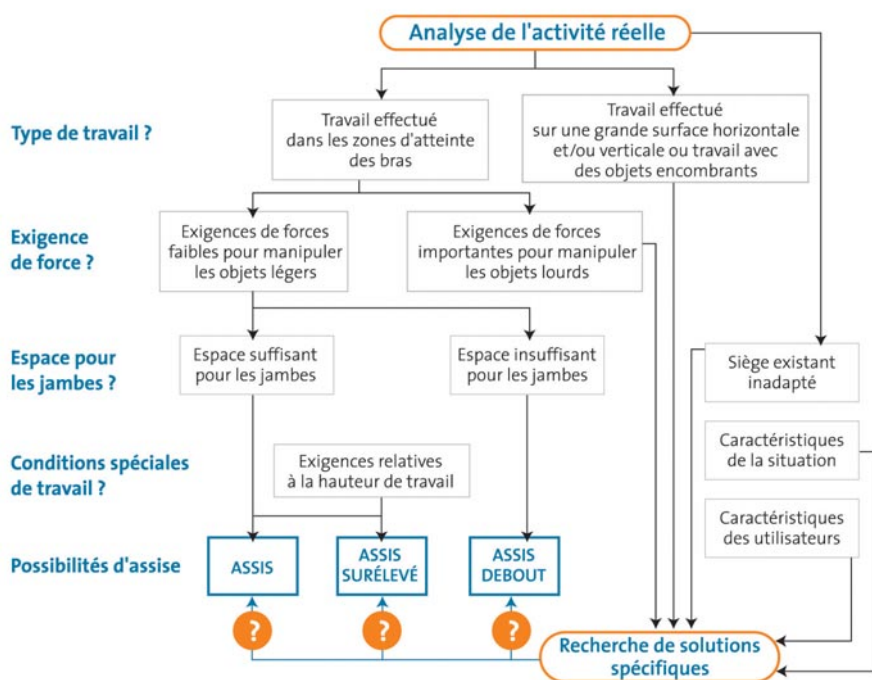 Analyse de l'activité réelle
Type de travail ?
Travail effectué
dans les zones d'atteinte
des bras
Travail effectué
sur une grande surface horizontale
et/ou verticale ou travail avec
des objets encombrants
Exigence
de force ?
Exigences de forces
faibles pour manipuler
les objets légers
Exigences de forces
importantes pour manipuler
les objets lourds
Espace pour
les jambes ?
Espace suffisant
pour les jambes
Espace insuffisant
pour les jambes
Siège existant
inadapté
Conditions spéciales
de travail ?
Exigences relatives
à la hauteur de travail
Caractéristiques
de la situation
Caractéristiques
des utilisateurs
Possibilités d'assise
ASSIS
ASSIS
SURÉLEVÉ
ASSIS
DEBOUT
?
?
?
Recherche de solutions
spécifiques